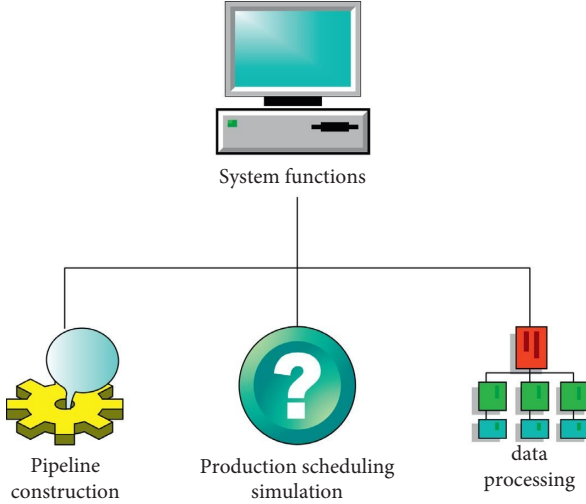 System functions
Pipeline
construction
Production scheduling
simulation
data
processing